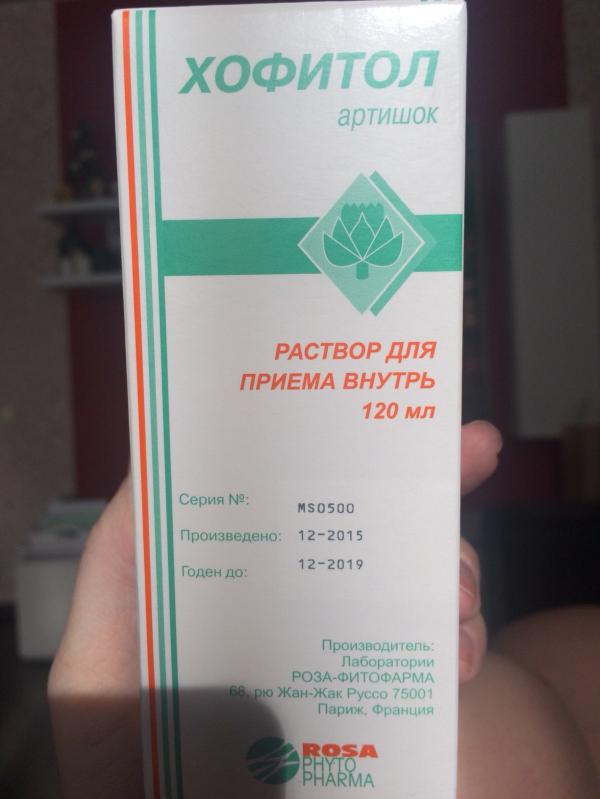 ХОФИТОЛ
артишок
РАСТВОР ДЛЯ
ПРИЕМА ВНУТРЬ
120 мл
Серия №: MS0500
Произведено: 12-2015
Годен до: 12-2019
Производитель:
Лаборатории
РОЗА-ФИТОФАРМА
68, рю Жан-Жак Руссо 75001
Париж, Франция
ROSA
PHYTO
PHARMA